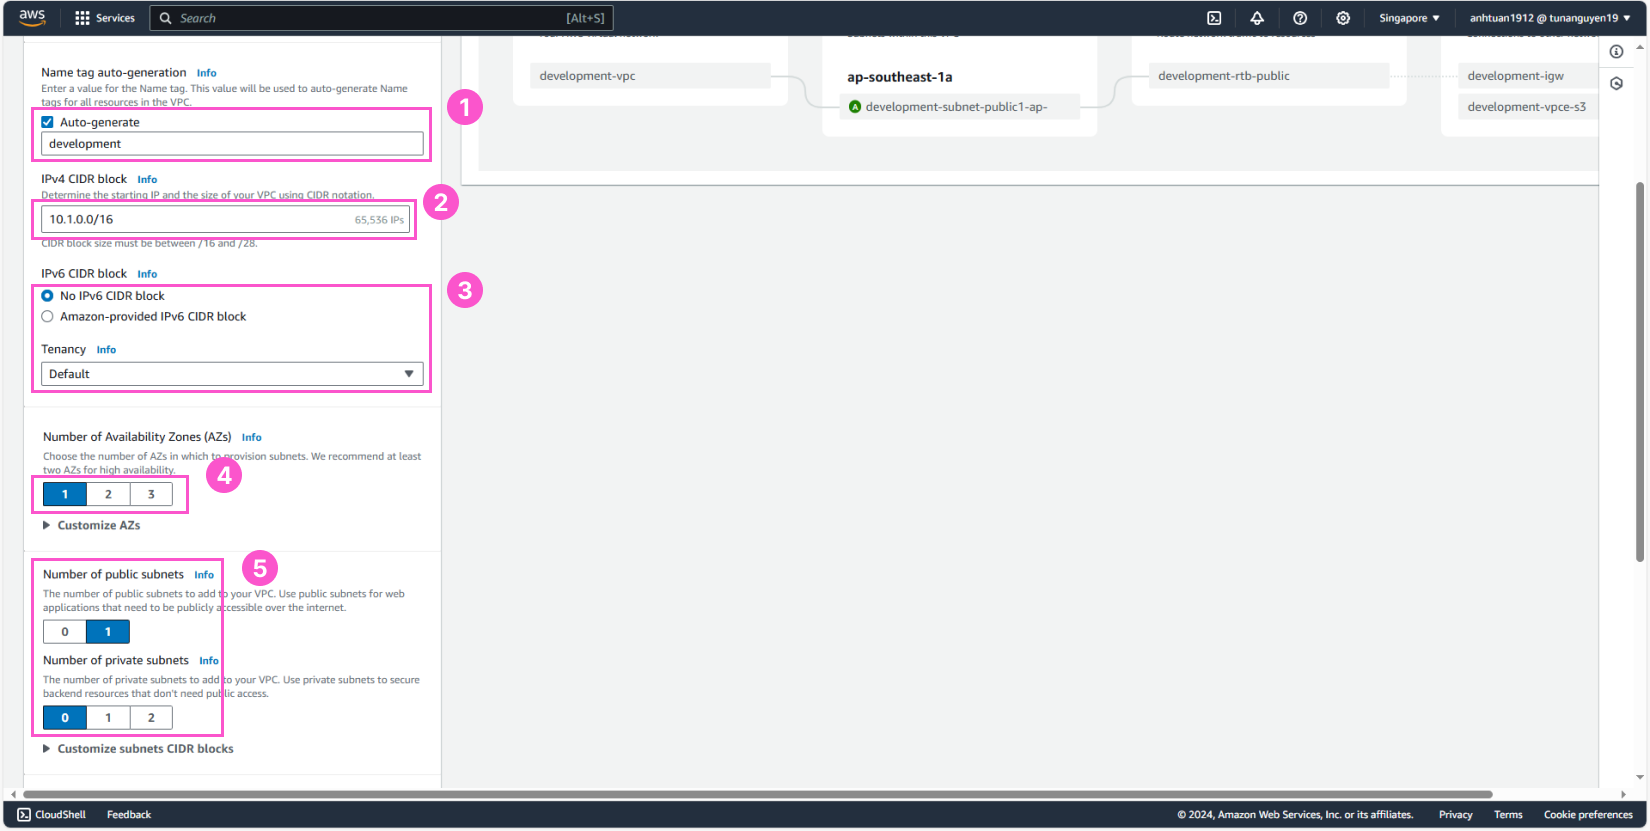 aws
Services
Search
[Alt+S]
Singapore
anhtuan1912 @ tunanguyen19
Name tag auto-generation Info
Enter a value for the Name tag. This value will be used to auto-generate Name
tags for all resources in the VPC.
1
Auto-generate
development
IPv4 CIDR block Info
Determine the starting IP and the size of your VPC using CIDR notation.
2
10.1.0.0/16
65,536 IPs
CIDR block size must be between /16 and /28.
IPv6 CIDR block Info
3
No IPv6 CIDR block
Amazon-provided IPv6 CIDR block
Tenancy Info
Default
Number of Availability Zones (AZs) Info
Choose the number of AZs in which to provision subnets. We recommend at least
two AZs for high availability.
4
1 2 3
Customize AZs
5
Number of public subnets Info
The number of public subnets to add to your VPC. Use public subnets for web
applications that need to be publicly accessible over the internet.
0 1
Number of private subnets Info
The number of private subnets to add to your VPC. Use private subnets to secure
backend resources that don't need public access.
0 1 2
Customize subnets CIDR blocks
development-vpc
ap-southeast-1a
A development-subnet-public1-ap-
development-rtb-public
development-igw
development-vpce-s3
CloudShell
Feedback
© 2024, Amazon Web Services, Inc. or its affiliates.
Privacy
Terms
Cookie preferences